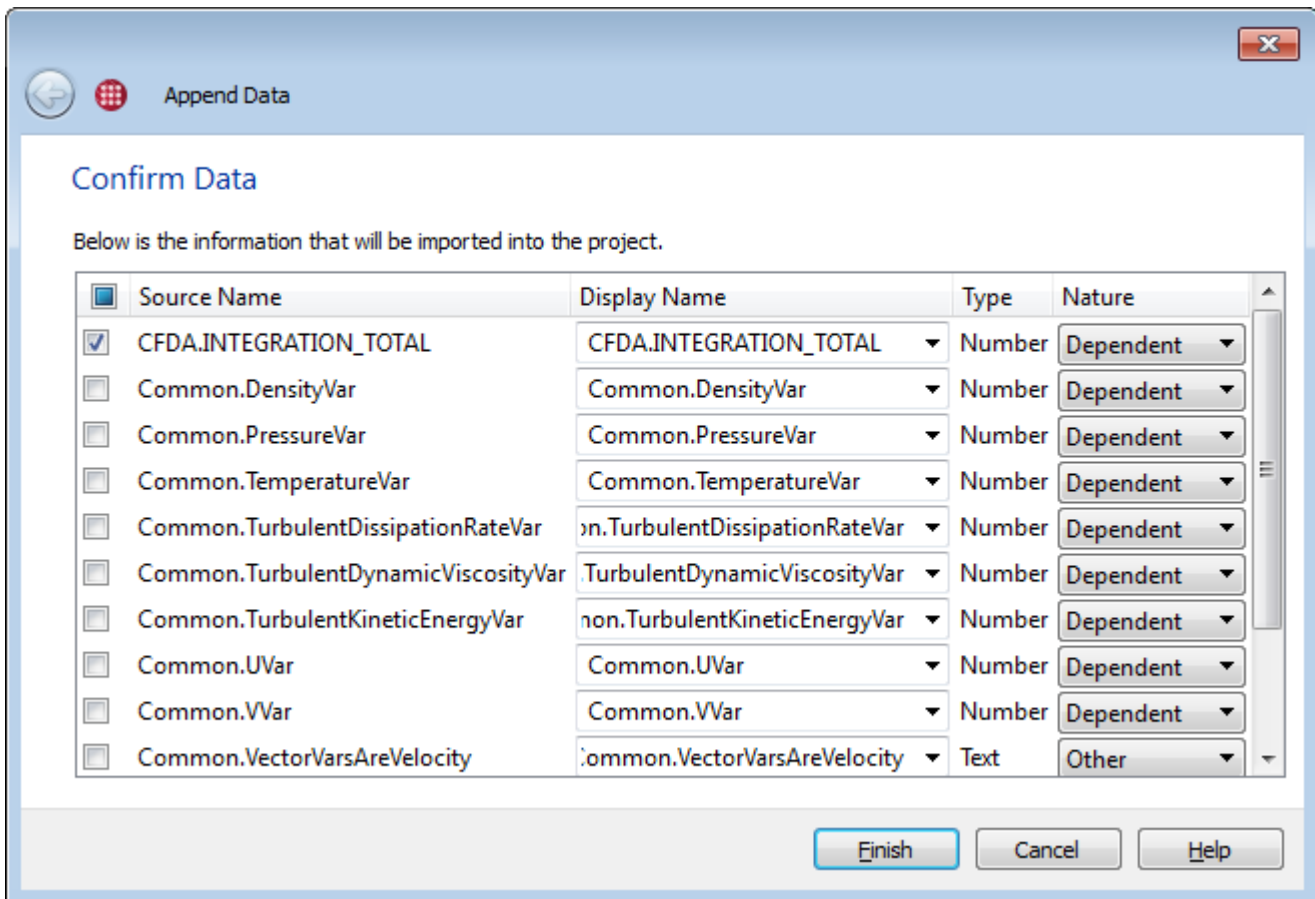 Append Data
Confirm Data
Below is the information that will be imported into the project.
Source Name Display Name Type Nature
CFDA.INTEGRATION_TOTAL CFDA.INTEGRATION_TOTAL Number Dependent
Common.DensityVar Common.DensityVar Number Dependent
Common.PressureVar Common.PressureVar Number Dependent
Common.TemperatureVar Common.TemperatureVar Number Dependent
Common.TurbulentDissipationRateVar on.TurbulentDissipationRateVar Number Dependent
Common.TurbulentDynamicViscosityVar .TurbulentDynamicViscosityVar Number Dependent
Common.TurbulentKineticEnergyVar non.TurbulentKineticEnergyVar Number Dependent
Common.UVar Common.UVar Number Dependent
Common.VVar Common.VVar Number Dependent
Common.VectorVarsAreVelocity Common.VectorVarsAreVelocity Text Other
Finish Cancel Help